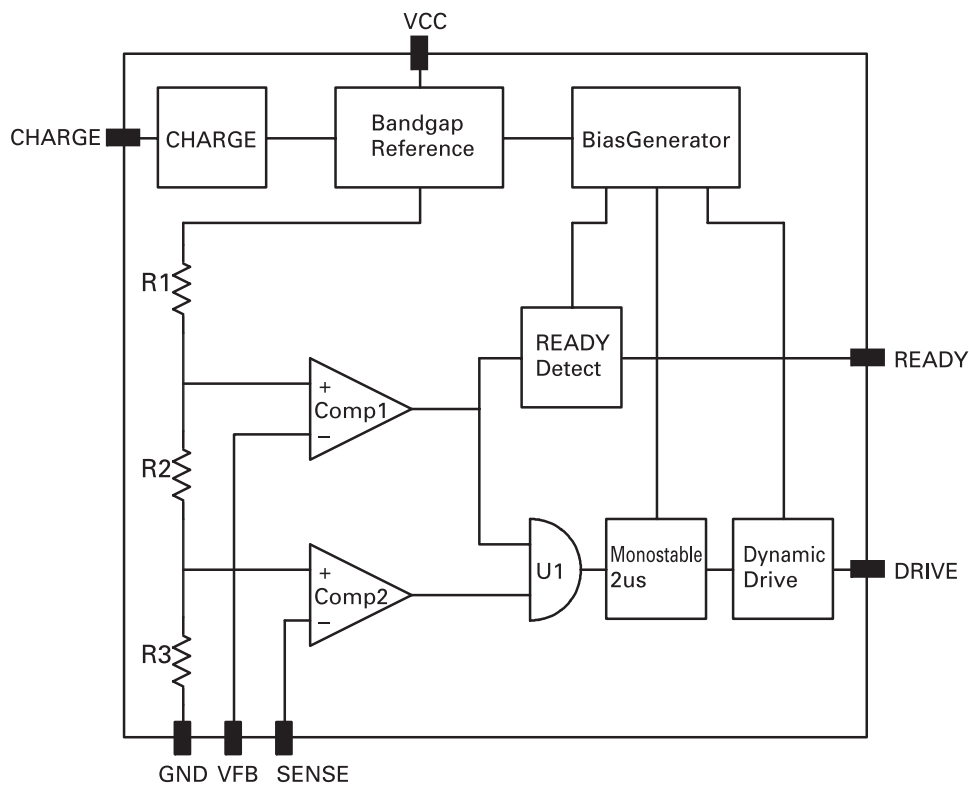 VCC
CHARGE
CHARGE
Bandgap
Reference
BiasGenerator
R1
READY
Detect
READY
+
Comp1
−
R2
+
Comp2
−
U1
Monostable
2us
Dynamic
Drive
DRIVE
R3
GND
VFB
SENSE